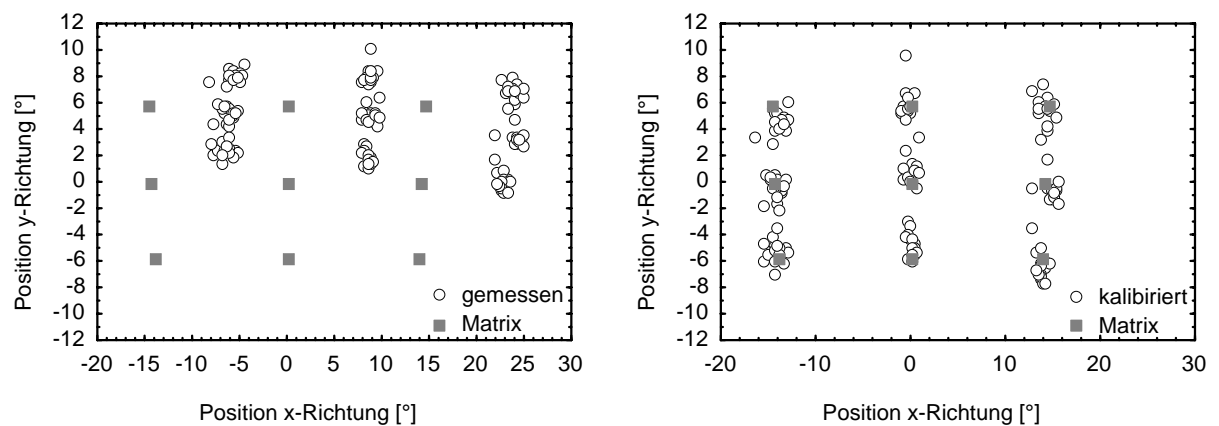 12
10
8
6
4
2
0
-2
-4
-6
-8
-10
-12
Position y-Richtung [°]
gemessen
Matrix
-20 -15 -10 -5 0 5 10 15 20 25 30
Position x-Richtung [°]
12
10
8
6
4
2
0
-2
-4
-6
-8
-10
-12
Position y-Richtung [°]
kalibiriert
Matrix
-20 -10 0 10 20 30
Position x-Richtung [°]